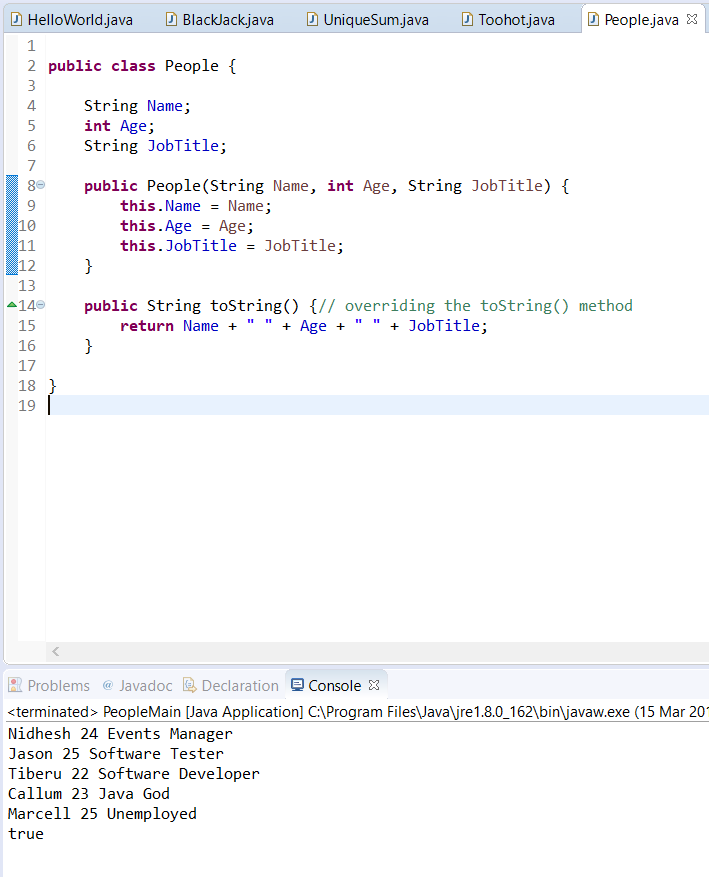 HelloWorld.java BlackJack.java UniqueSum.java Toohot.java People.java
1
2 public class People {
3
4     String Name;
5     int Age;
6     String JobTitle;
7
8     public People(String Name, int Age, String JobTitle) {
9         this.Name = Name;
10         this.Age = Age;
11         this.JobTitle = JobTitle;
12     }
13
14     public String toString() {// overriding the toString() method
15         return Name + " " + Age + " " + JobTitle;
16     }
17
18 }
19
Problems @ Javadoc Declaration Console
<terminated> PeopleMain [Java Application] C:\Program Files\Java\jre1.8.0_162\bin\javaw.exe (15 Mar 201
Nidhesh 24 Events Manager
Jason 25 Software Tester
Tiberu 22 Software Developer
Callum 23 Java God
Marcell 25 Unemployed
true